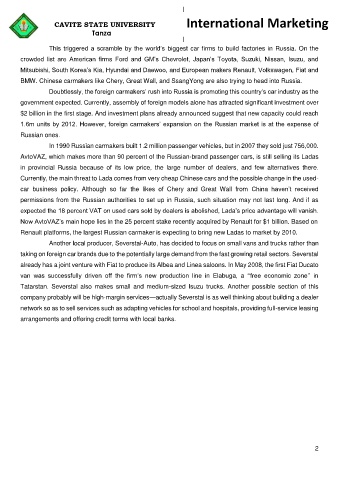 CAVITE STATE UNIVERSITY
Tanza
International Marketing
This triggered a scramble by the world's biggest car firms to build factories in Russia. On the
crowded list are American firms Ford and GM's Chevrolet, Japan's Toyota, Suzuki, Nissan, Isuzu, and
Mitsubishi, South Korea's Kia, Hyundai and Daewoo, and European makers Renault, Volkswagen, Fiat and
BMW. Chinese carmakers like Chery, Great Wall, and SsangYong are also trying to head into Russia.
Doubtlessly, the foreign carmakers' rush into Russia is promoting this country's car industry as the
government expected. Currently, assembly of foreign models alone has attracted significant investment over
$2 billion in the first stage. And investment plans already announced suggest that new capacity could reach
1.6m units by 2012. However, foreign carmakers' expansion on the Russian market is at the expense of
Russian ones.
In 1990 Russian carmakers built 1.2 million passenger vehicles, but in 2007 they sold just 756,000.
AvtoVAZ, which makes more than 90 percent of the Russian-brand passenger cars, is still selling its Ladas
in provincial Russia because of its low price, the large number of dealers, and few alternatives there.
Currently, the main threat to Lada comes from very cheap Chinese cars and the possible change in the used-
car business policy. Although so far the likes of Chery and Great Wall from China haven't received
permissions from the Russian authorities to set up in Russia, such situation may not last long. And if as
expected the 18 percent VAT on used cars sold by dealers is abolished, Lada's price advantage will vanish.
Now AvtoVAZ's main hope lies in the 25 percent stake recently acquired by Renault for $1 billion. Based on
Renault platforms, the largest Russian carmaker is expecting to bring new Ladas to market by 2010.
Another local producer, Severstal-Auto, has decided to focus on small vans and trucks rather than
taking on foreign car brands due to the potentially large demand from the fast growing retail sectors. Severstal
already has a joint venture with Fiat to produce its Albea and Linea saloons. In May 2008, the first Fiat Ducato
van was successfully driven off the firm's new production line in Elabuga, a "free economic zone" in
Tatarstan. Severstal also makes small and medium-sized Isuzu trucks. Another possible section of this
company probably will be high-margin services—actually Severstal is as well thinking about building a dealer
network so as to sell services such as adapting vehicles for school and hospitals, providing full-service leasing
arrangements and offering credit terms with local banks.
2